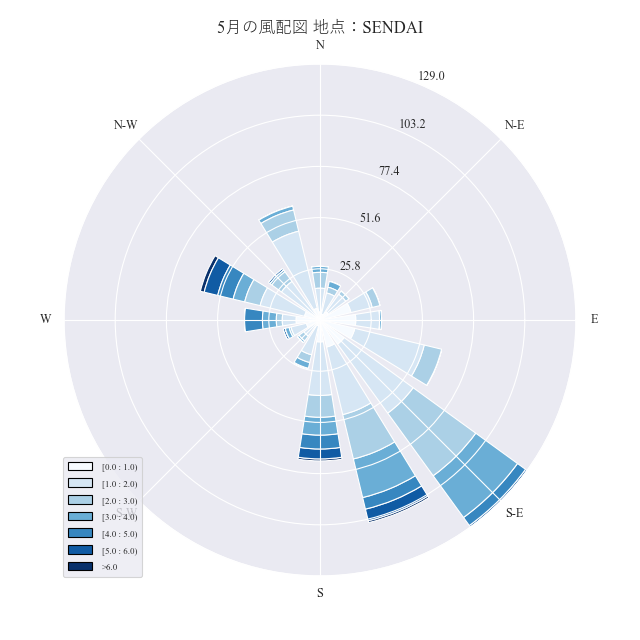 5月の風配図 地点：SENDAI
N
129.0
N-W
103.2
N-E
77.4
51.6
25.8
W
E
[0.0 : 1.0)
[1.0 : 2.0)
[2.0 : 3.0)
[3.0 : 4.0)
[4.0 : 5.0)
[5.0 : 6.0)
>6.0
S-W
S-E
S